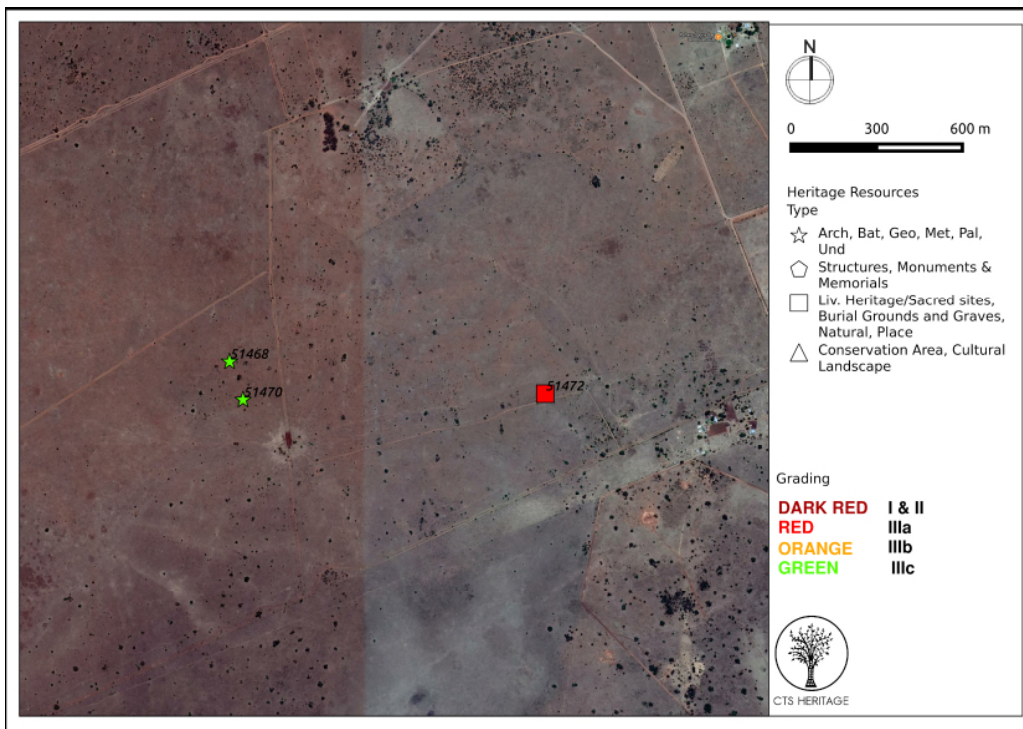 N
0 300 600 m
Heritage Resources
Type
Arch, Bat, Geo, Met, Pal,
Und
Structures, Monuments &
Memorials
Liv. Heritage/Sacred sites,
Burial Grounds and Graves,
Natural, Place
Conservation Area, Cultural
Landscape
51468
51470
51472
Grading
DARK RED I & II
RED IIIa
ORANGE IIIb
GREEN IIIc
CTS HERITAGE